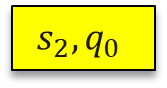 s₂, q₀